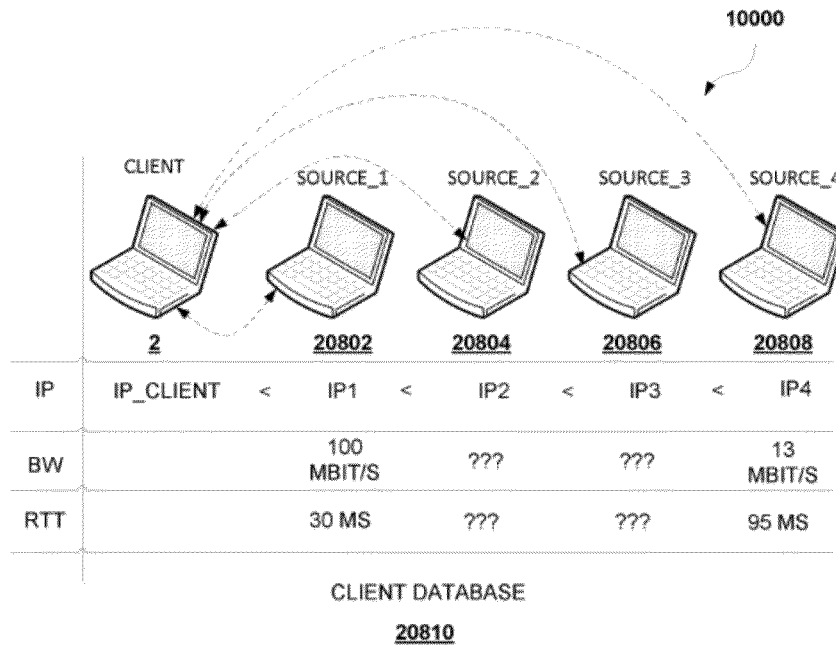 10000
CLIENT SOURCE_1 SOURCE_2 SOURCE_3 SOURCE_4
2 20802 20804 20806 20808
IP IP_CLIENT < IP1 < IP2 < IP3 < IP4
BW 100 MBIT/S ??? ??? 13 MBIT/S
RTT 30 MS ??? ??? 95 MS
CLIENT DATABASE
20810